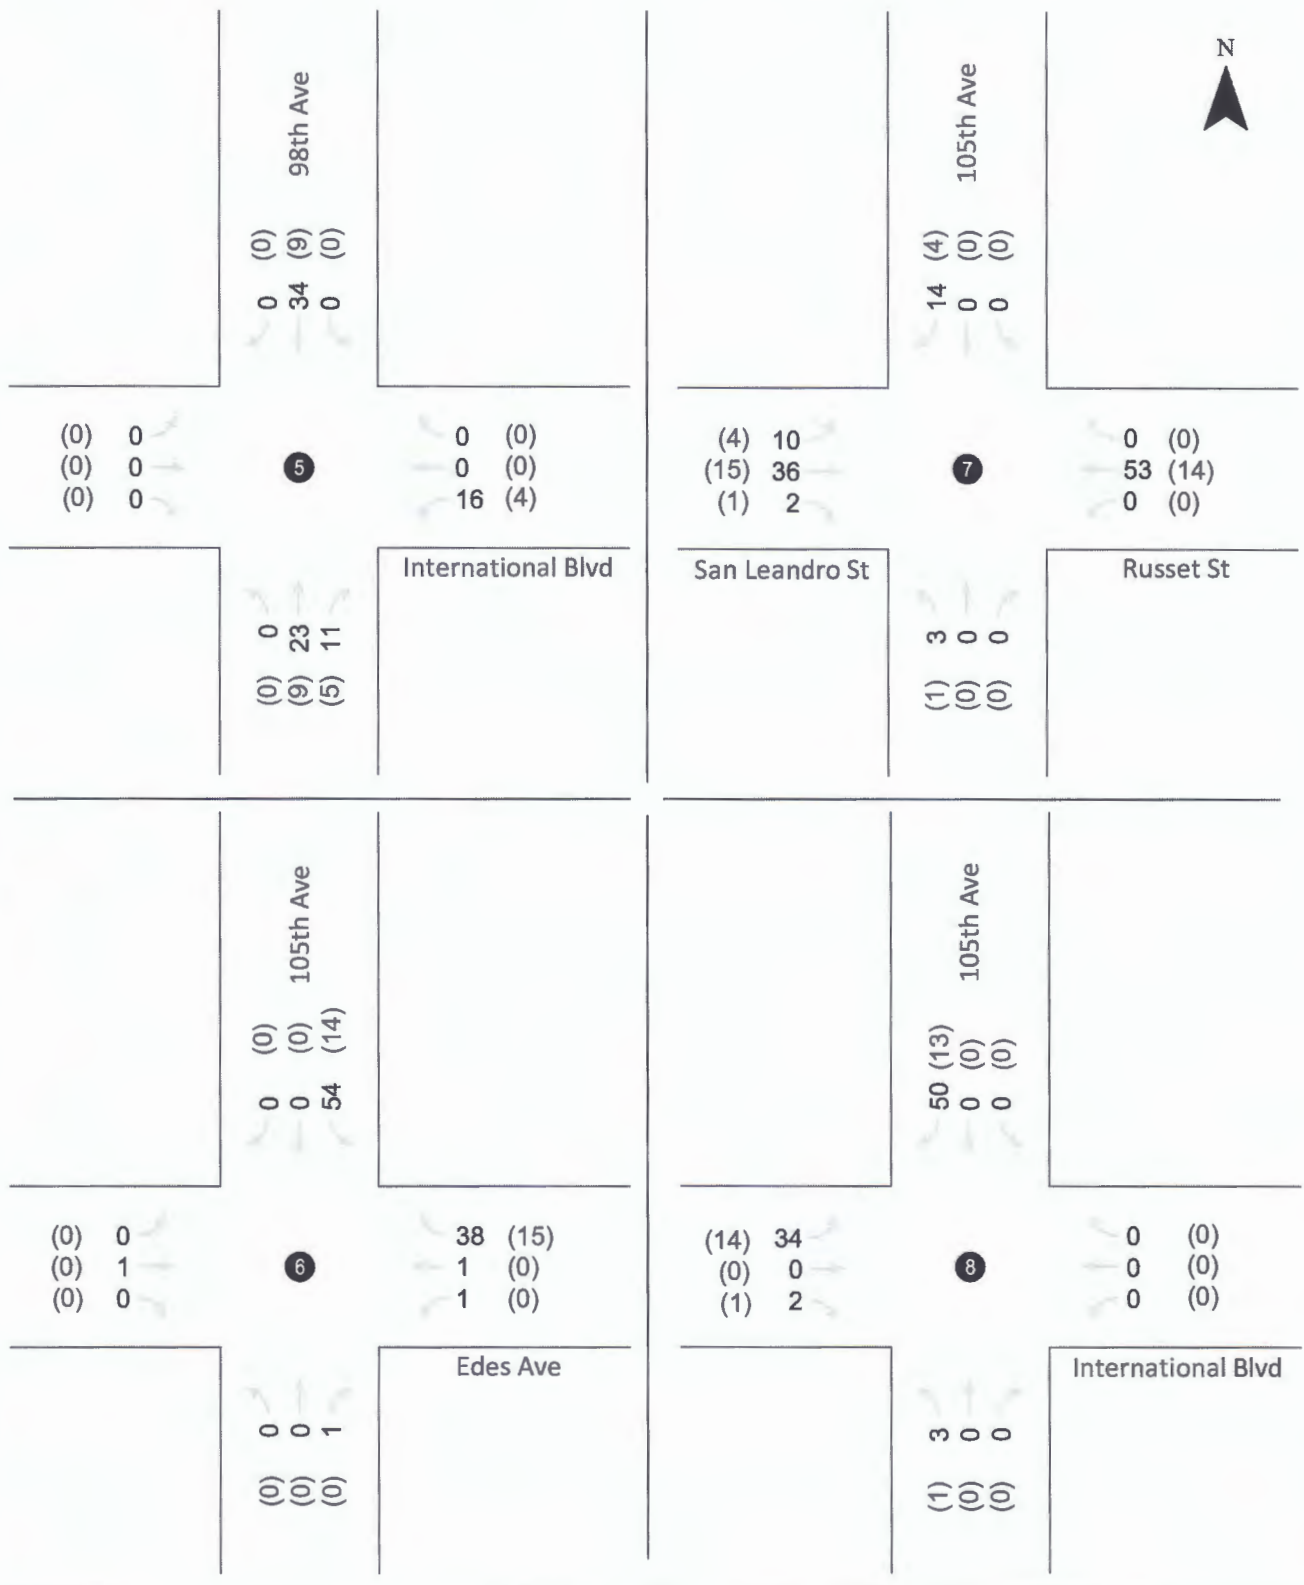 N
98th Ave
(0) (9) (0)
0 34 0
(0) 0
(0) 0
(0) 0
5
0 (0)
0 (0)
16 (4)
International Blvd
0 23 11
(0) (9) (5)
105th Ave
(4) (0) (0)
14 0 0
(4) 10
(15) 36
(1) 2
7
0 (0)
53 (14)
0 (0)
San Leandro St
Russet St
3 0 0
(1) (0) (0)
105th Ave
(0) (0) (14)
0 0 54
(0) 0
(0) 1
(0) 0
6
38 (15)
1 (0)
1 (0)
Edes Ave
0 0 1
(0) (0) (0)
105th Ave
(13) (0) (0)
50 0 0
(14) 34
(0) 0
(1) 2
8
0 (0)
0 (0)
0 (0)
International Blvd
3 0 0
(1) (0) (0)